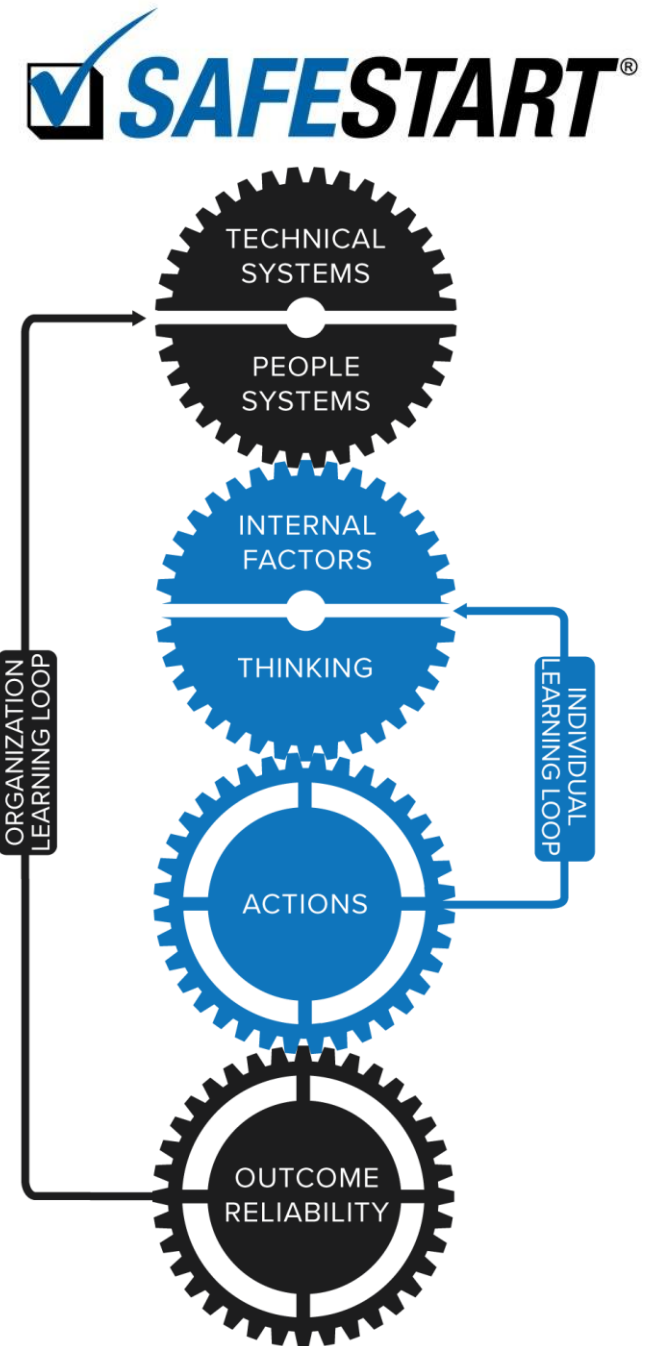 SAFESTART®
TECHNICAL
SYSTEMS
PEOPLE
SYSTEMS
INTERNAL
FACTORS
THINKING
ORGANIZATION
LEARNING LOOP
INDIVIDUAL
LEARNING LOOP
ACTIONS
OUTCOME
RELIABILITY